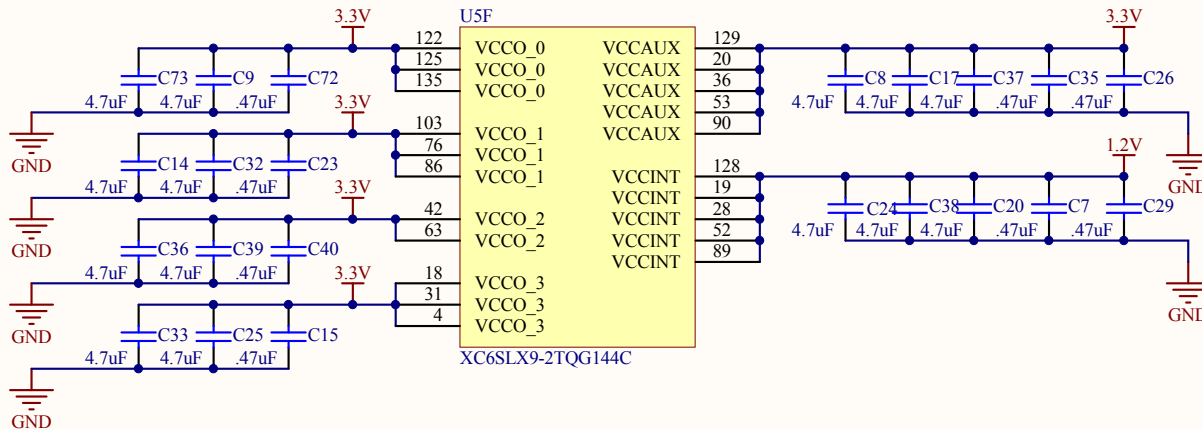 U5F
3.3V
122 VCCO_0 VCCAUX 129
125 VCCO_0 VCCAUX 20
135 VCCO_0 VCCAUX 36
VCCAUX 53
103 VCCO_1 VCCAUX 90
76 VCCO_1
86 VCCO_1 VCCINT 128
VCCINT 19
42 VCCO_2 VCCINT 28
63 VCCO_2 VCCINT 52
VCCINT 89
18 VCCO_3
31 VCCO_3
4 VCCO_3
XC6SLX9-2TQG144C
C73 C9 C72
4.7uF 4.7uF .47uF
GND
3.3V
C14 C32 C23
4.7uF 4.7uF .47uF
GND
3.3V
C36 C39 C40
4.7uF 4.7uF .47uF
GND
3.3V
C33 C25 C15
4.7uF 4.7uF .47uF
GND
3.3V
C8 C17 C37 C35 C26
4.7uF 4.7uF 4.7uF .47uF .47uF
GND
1.2V
C24 C38 C20 C7 C29
4.7uF 4.7uF 4.7uF .47uF .47uF
GND